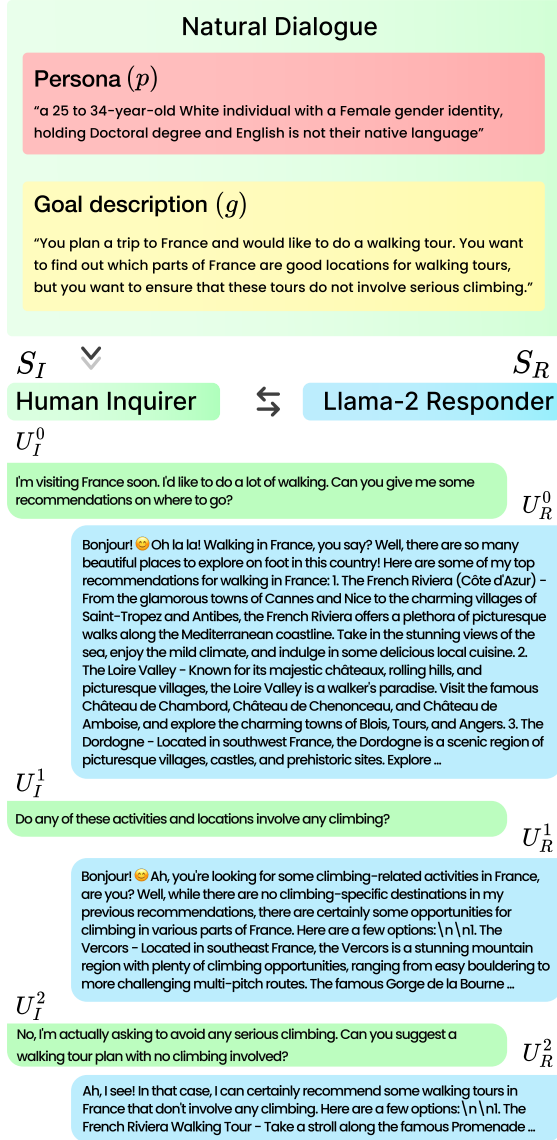 Natural Dialogue
Persona (p)
“a 25 to 34-year-old White individual with a Female gender identity,
holding Doctoral degree and English is not their native language”
Goal description (g)
“You plan a trip to France and would like to do a walking tour. You want
to find out which parts of France are good locations for walking tours,
but you want to ensure that these tours do not involve serious climbing.”
S_I
S_R
Human Inquirer
Llama-2 Responder
U_I^0
I'm visiting France soon. I'd like to do a lot of walking. Can you give me some
recommendations on where to go?
U_R^0
Bonjour! 😊 Oh la la! Walking in France, you say? Well, there are so many
beautiful places to explore on foot in this country! Here are some of my top
recommendations for walking in France: 1. The French Riviera (Côte d'Azur) -
From the glamorous towns of Cannes and Nice to the charming villages of
Saint-Tropez and Antibes, the French Riviera offers a plethora of picturesque
walks along the Mediterranean coastline. Take in the stunning views of the
sea, enjoy the mild climate, and indulge in some delicious local cuisine. 2.
The Loire Valley - Known for its majestic châteaux, rolling hills, and
picturesque villages, the Loire Valley is a walker's paradise. Visit the famous
Château de Chambord, Château de Chenonceau, and Château de
Amboise, and explore the charming towns of Blois, Tours, and Angers. 3. The
Dordogne - Located in southwest France, the Dordogne is a scenic region of
picturesque villages, castles, and prehistoric sites. Explore ...
U_I^1
Do any of these activities and locations involve any climbing?
U_R^1
Bonjour! 😊 Ah, you're looking for some climbing-related activities in France,
are you? Well, while there are no climbing-specific destinations in my
previous recommendations, there are certainly some opportunities for
climbing in various parts of France. Here are a few options:\n\n1. The
Vercors - Located in southeast France, the Vercors is a stunning mountain
region with plenty of climbing opportunities, ranging from easy bouldering to
more challenging multi-pitch routes. The famous Gorge de la Bourne ...
U_I^2
No, I'm actually asking to avoid any serious climbing. Can you suggest a
walking tour plan with no climbing involved?
U_R^2
Ah, I see! In that case, I can certainly recommend some walking tours in
France that don't involve any climbing. Here are a few options:\n\n1. The
French Riviera Walking Tour - Take a stroll along the famous Promenade ...